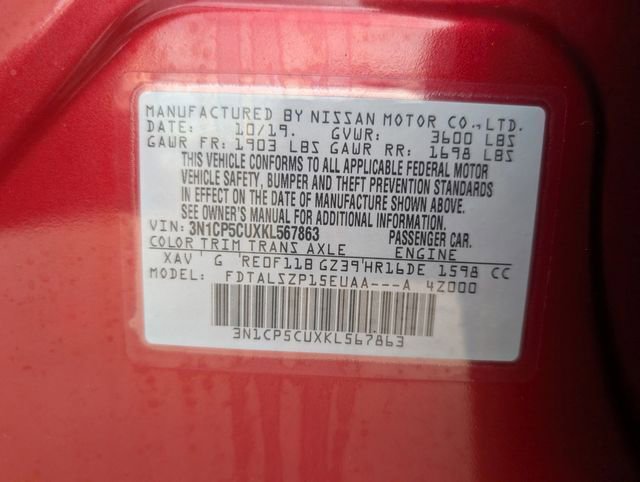 MANUFACTURED BY NISSAN MOTOR CO.,LTD.
DATE: 10/19. GVWR: 3600 LBS
GAWR FR: 1903 LBS GAWR RR: 1698 LBS
THIS VEHICLE CONFORMS TO ALL APPLICABLE FEDERAL MOTOR
VEHICLE SAFETY, BUMPER AND THEFT PREVENTION STANDARDS
IN EFFECT ON THE DATE OF MANUFACTURE SHOWN ABOVE.
SEE OWNER'S MANUAL FOR ADDITIONAL INFORMATION.
VIN: 3N1CP5CUXKL567863 PASSENGER CAR.
COLOR TRIM TRANS AXLE ENGINE
XAV G RE0F11B GZ39 HR16DE 1598 CC
MODEL: FDTALSZP15EUAA---A 4Z000
3N1CP5CUXKL567863